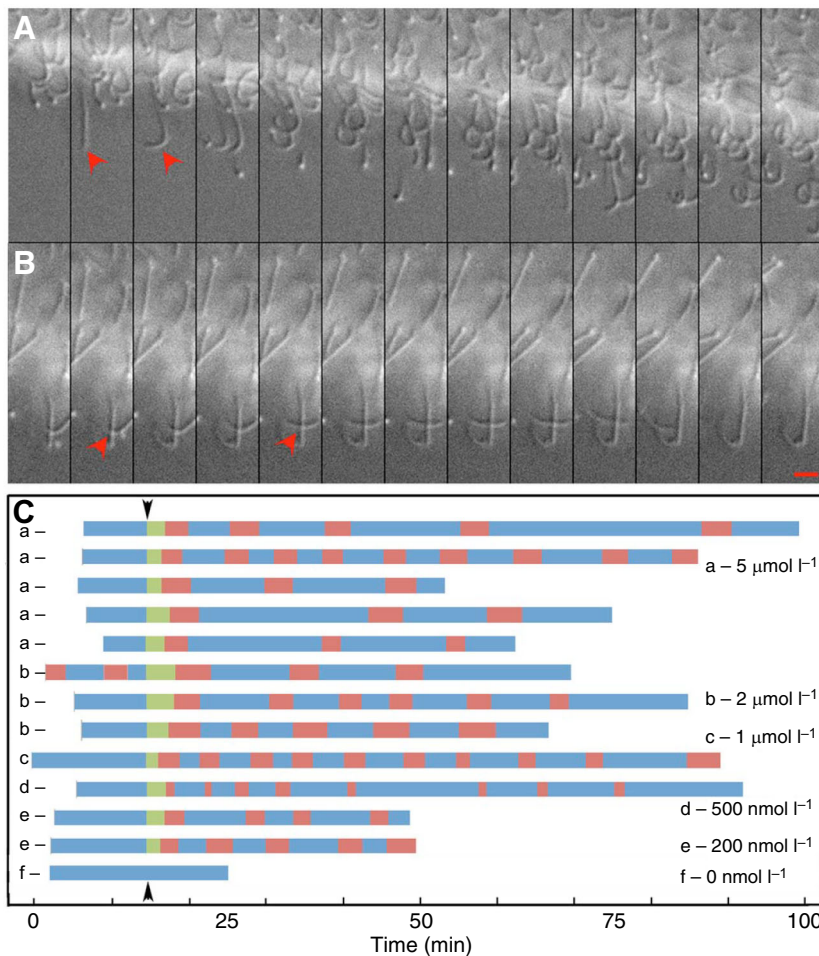 A
B
C
a –
a –
a – 5 μmol l⁻¹
a –
a –
a –
b –
b –
b – 2 μmol l⁻¹
b –
c – 1 μmol l⁻¹
c
d –
d – 500 nmol l⁻¹
e –
e –
e – 200 nmol l⁻¹
f –
f – 0 nmol l⁻¹
0 25 50 75 100
Time (min)